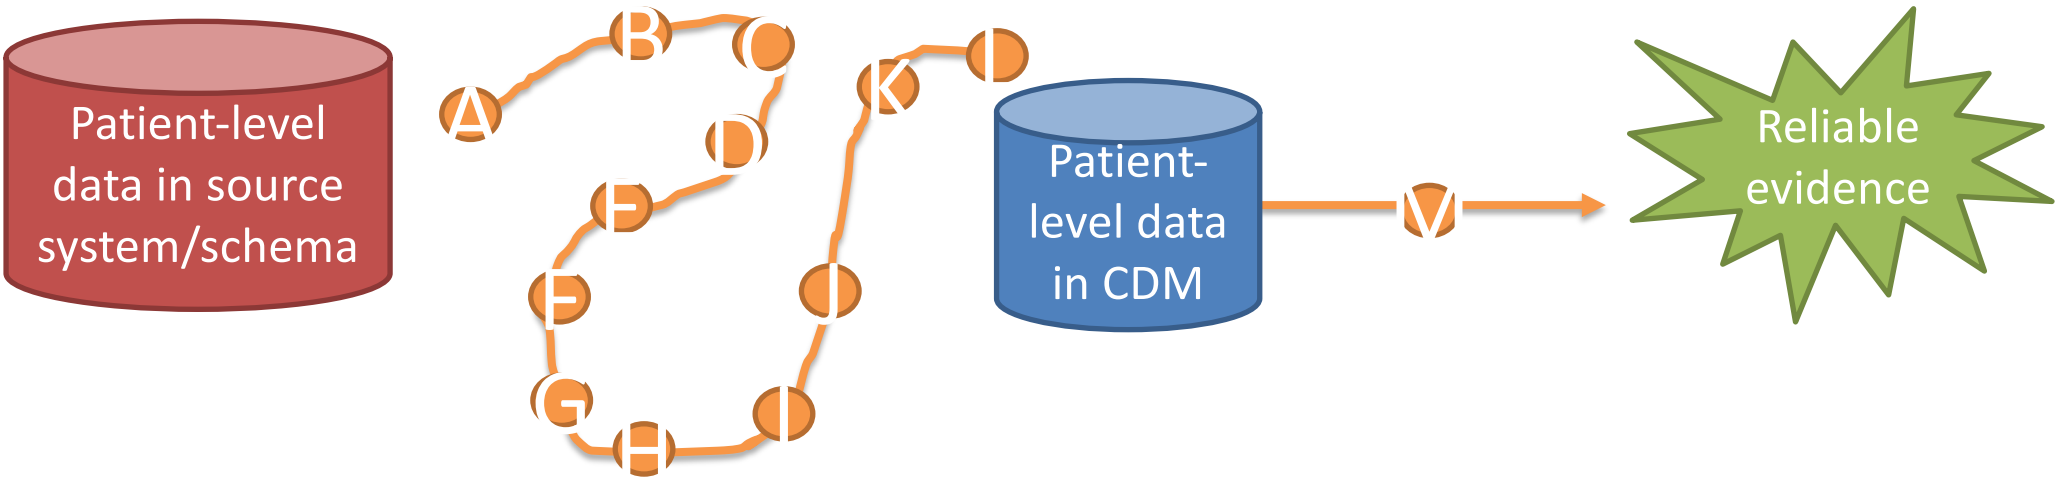 Patient-level
data in source
system/schema
A
B
C
D
E
F
G
H
I
J
K
L
Patient-
level data
in CDM
M
Reliable
evidence